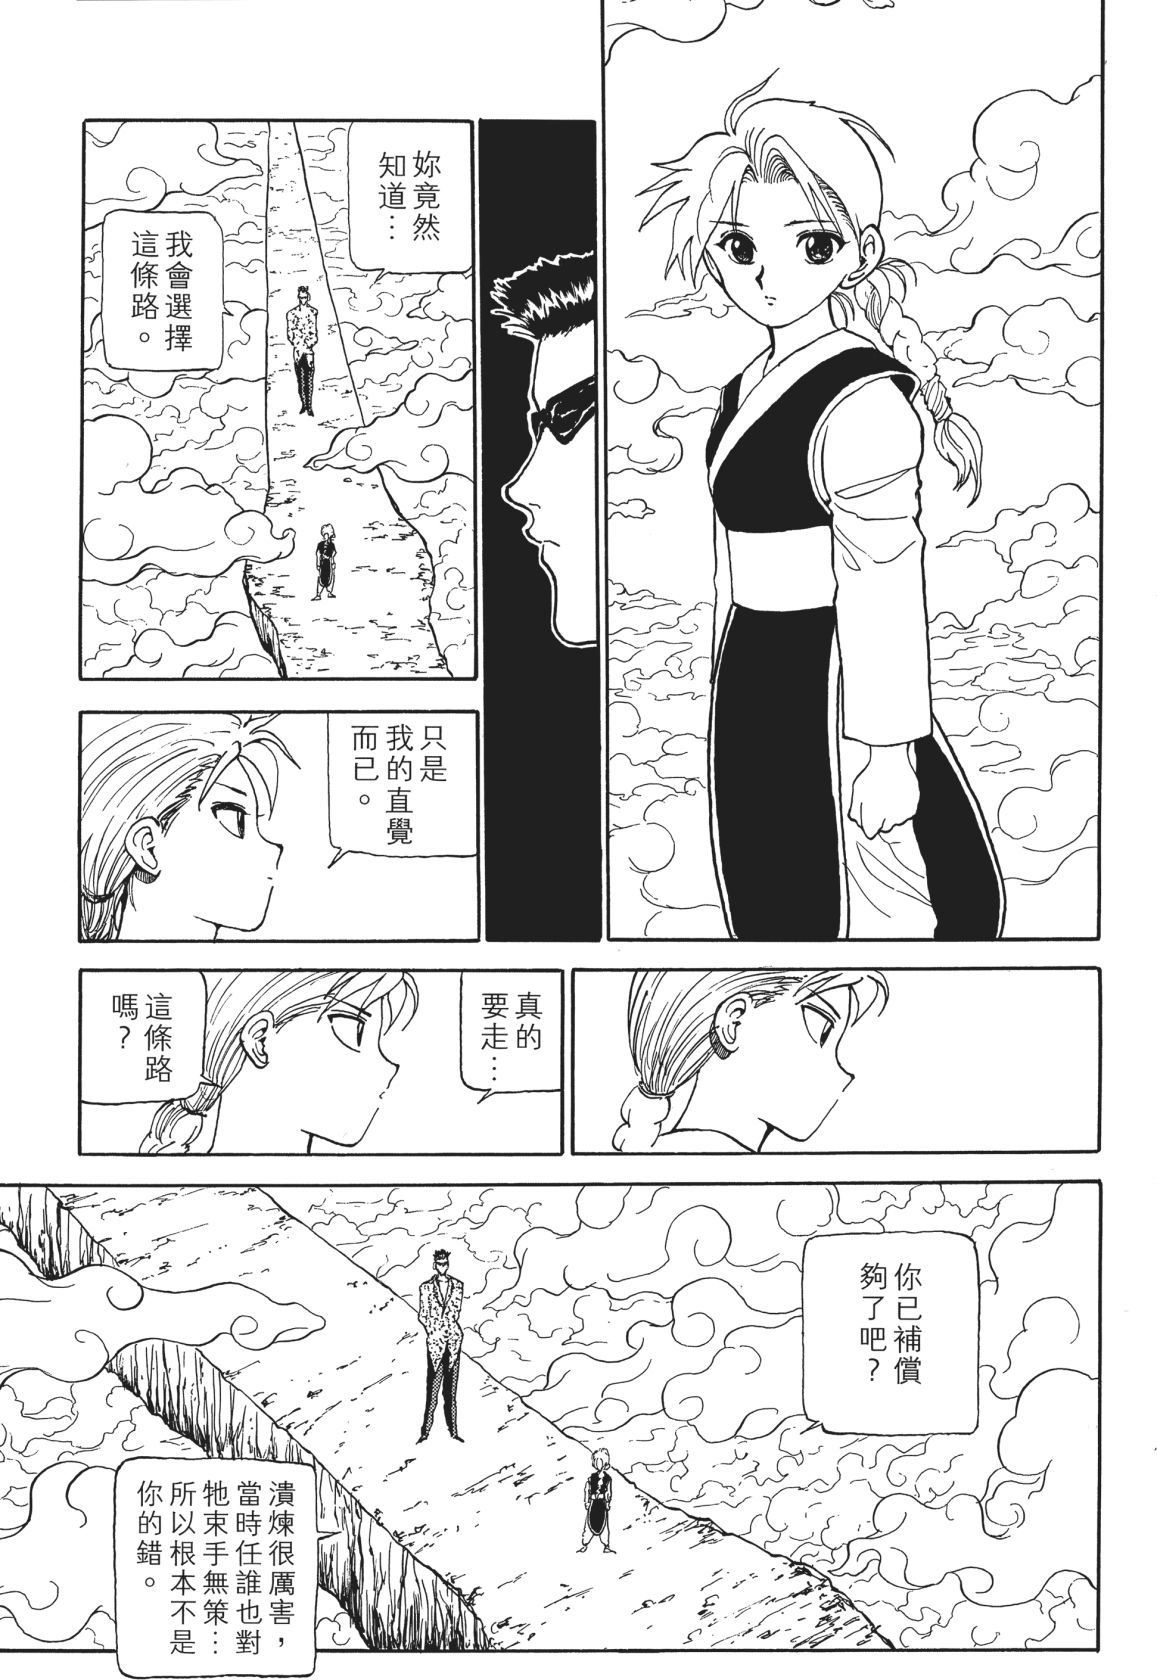 妳竟然
知道…
我會選擇
這條路。
只是
我的直覺
而已。
真的
要走…
這條路
嗎？
你已補償
夠了吧？
潰煉很厲害，
當時任誰也對
牠束手無策…
所以根本不是
你的錯。